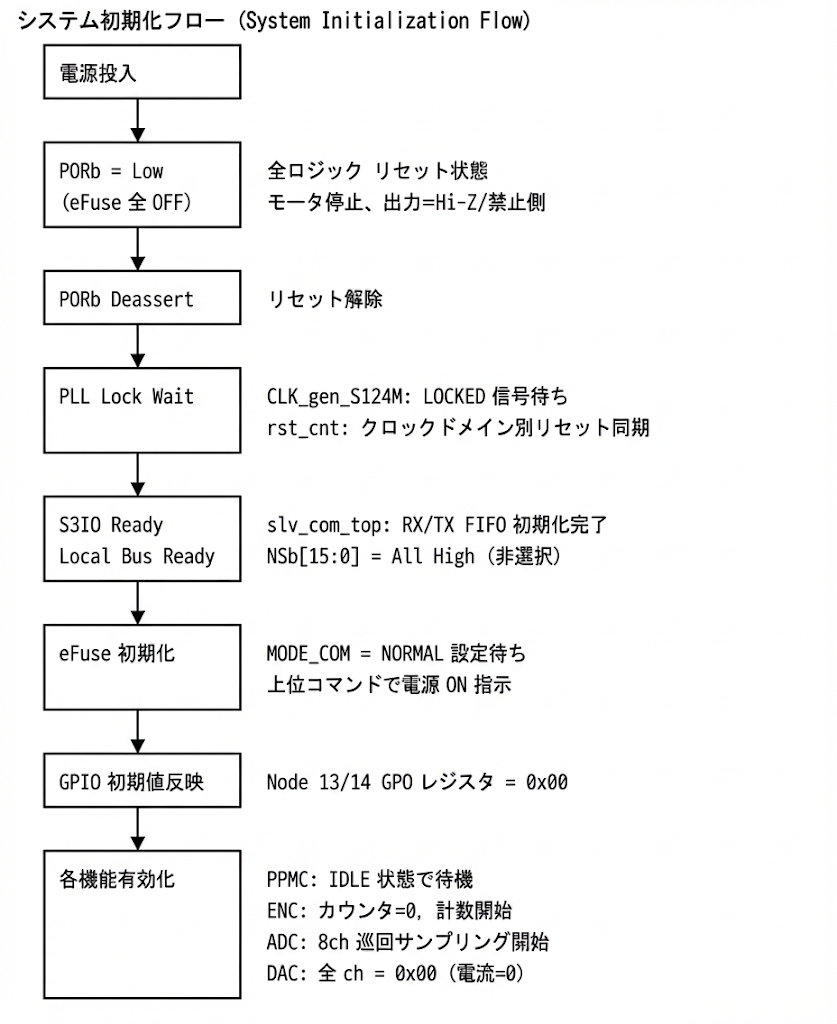 システム初期化フロー (System Initialization Flow)
電源投入
PORb = Low
(eFuse 全 OFF)
全ロジック リセット状態
モータ停止、出力=Hi-Z/禁止側
PORb Deassert
リセット解除
PLL Lock Wait
CLK_gen_S124M: LOCKED 信号待ち
rst_cnt: クロックドメイン別リセット同期
S3IO Ready
Local Bus Ready
slv_com_top: RX/TX FIFO 初期化完了
NSb[15:0] = All High (非選択)
eFuse 初期化
MODE_COM = NORMAL 設定待ち
上位コマンドで電源 ON 指示
GPIO 初期値反映
Node 13/14 GPO レジスタ = 0x00
各機能有効化
PPMC: IDLE 状態で待機
ENC: カウンタ=0, 計数開始
ADC: 8ch 巡回サンプリング開始
DAC: 全 ch = 0x00 (電流=0)